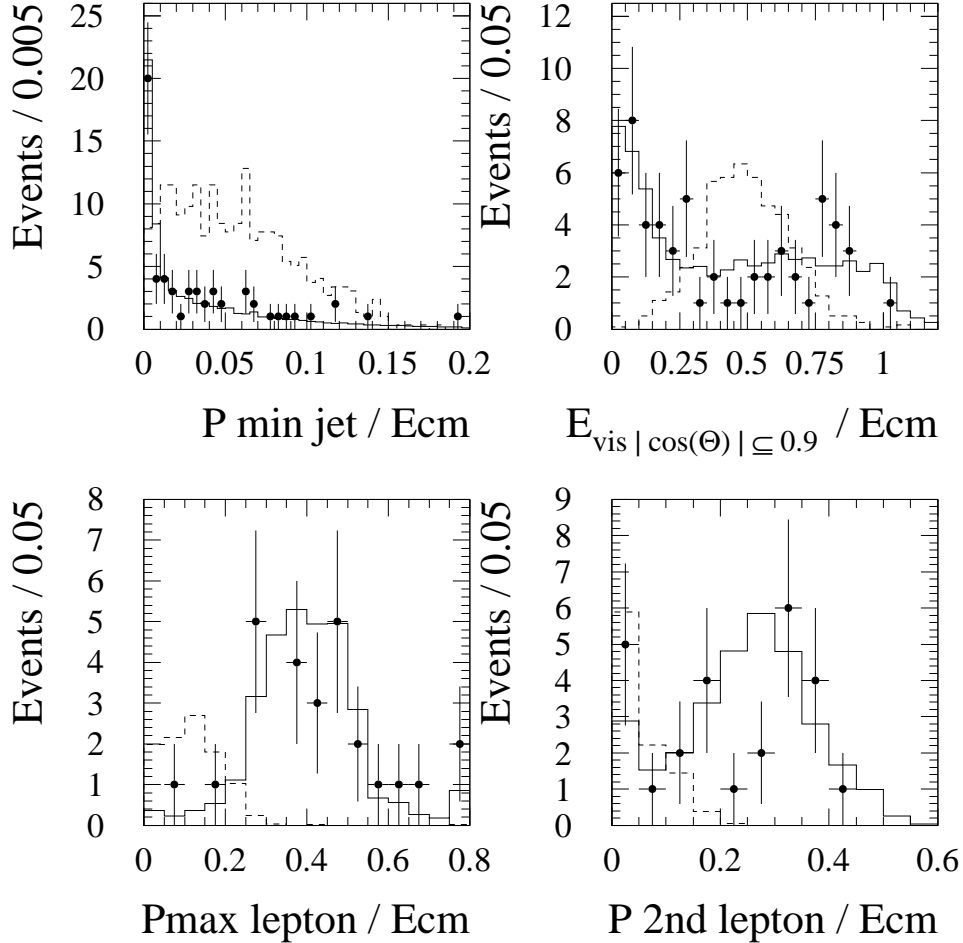 Events / 0.005
25
20
15
10
5
0
0 0.05 0.1 0.15 0.2
P min jet / Ecm
Events / 0.05
12
10
8
6
4
2
0
0 0.25 0.5 0.75 1
E vis | cos(Θ) | ⊆ 0.9 / Ecm
Events / 0.05
8
7
6
5
4
3
2
1
0
0 0.2 0.4 0.6 0.8
Pmax lepton / Ecm
Events / 0.05
9
8
7
6
5
4
3
2
1
0
0 0.2 0.4 0.6
P 2nd lepton / Ecm